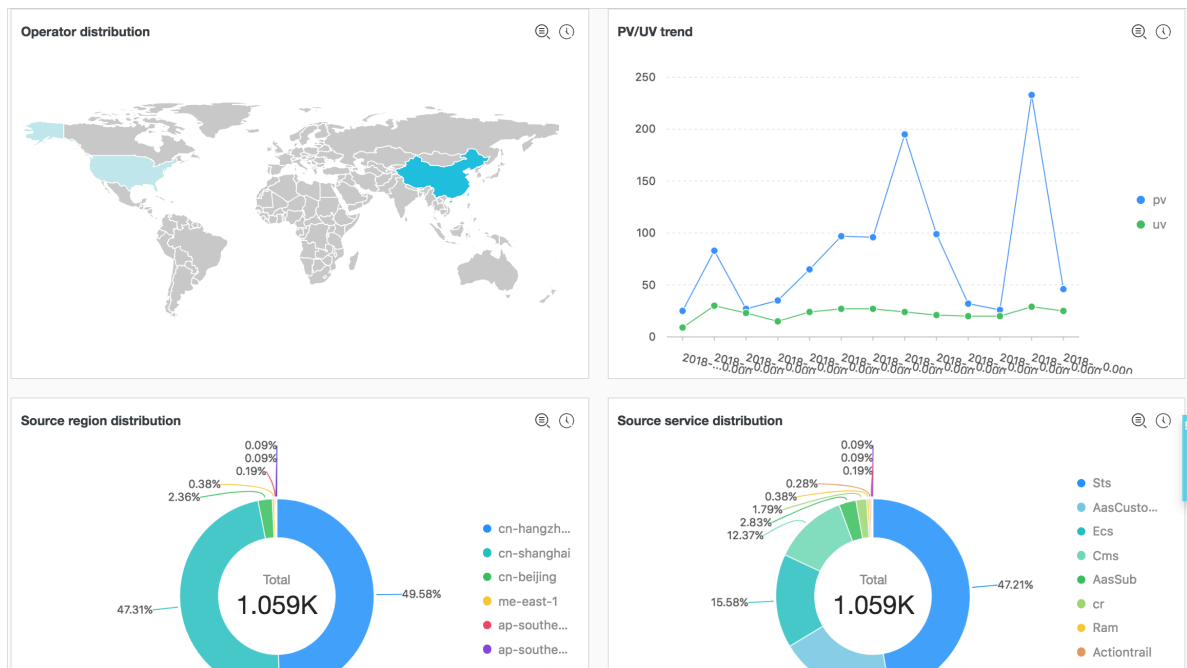 Operator distribution
PV/UV trend
250
200
150
100
50
0
pv
uv
Source region distribution
0.09%
0.09%
0.19%
0.38%
2.36%
47.31%
49.58%
Total
1.059K
cn-hangzh...
cn-shanghai
cn-beijing
me-east-1
ap-southe...
ap-southe...
Source service distribution
0.09%
0.09%
0.19%
0.28%
0.38%
1.79%
2.83%
12.37%
15.58%
47.21%
Total
1.059K
Sts
AasCusto...
Ecs
Cms
AasSub
cr
Ram
Actiontrail